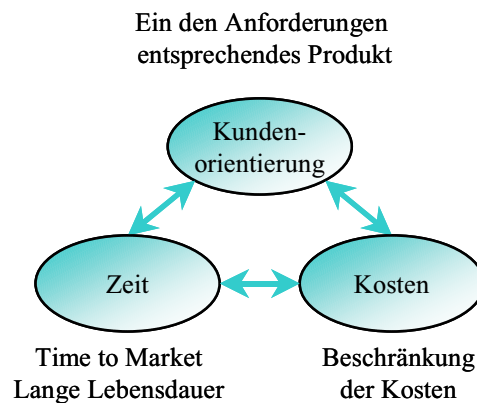 Ein den Anforderungen
entsprechendes Produkt
Kunden-
orientierung
Zeit
Kosten
Time to Market
Lange Lebensdauer
Beschränkung
der Kosten